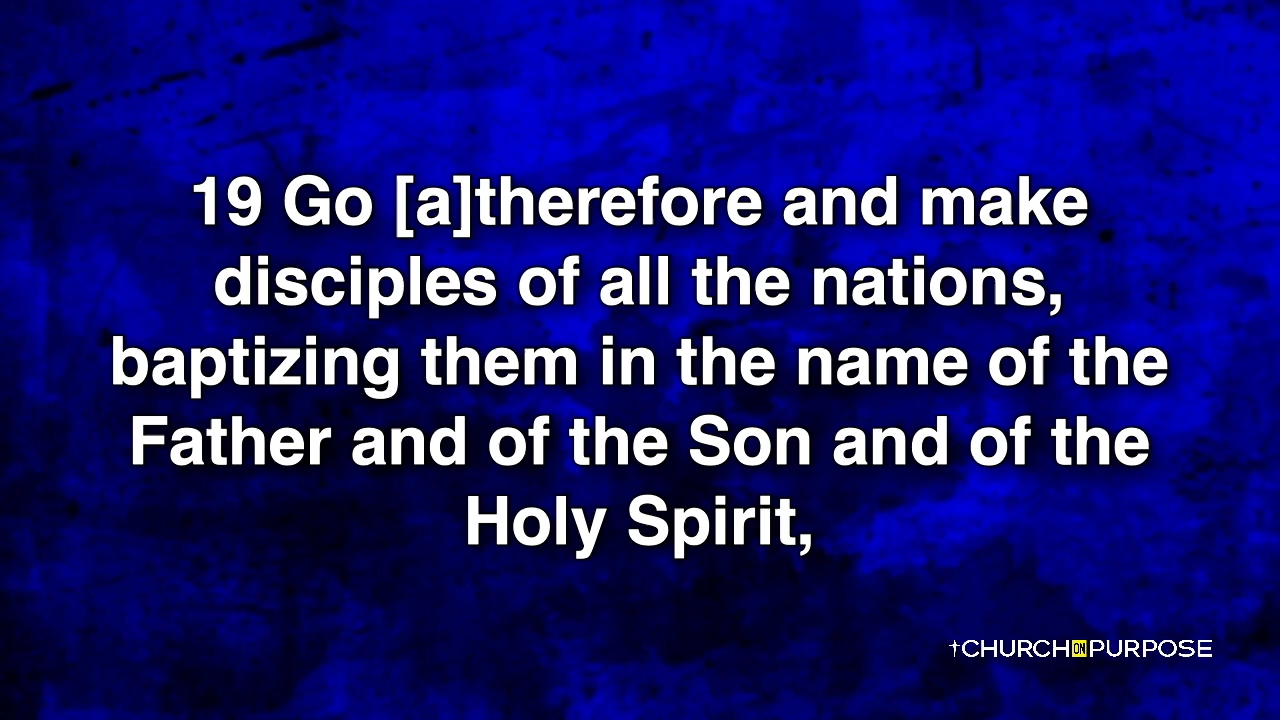 19 Go [a]therefore and make
disciples of all the nations,
baptizing them in the name of the
Father and of the Son and of the
Holy Spirit,
CHURCH ON PURPOSE